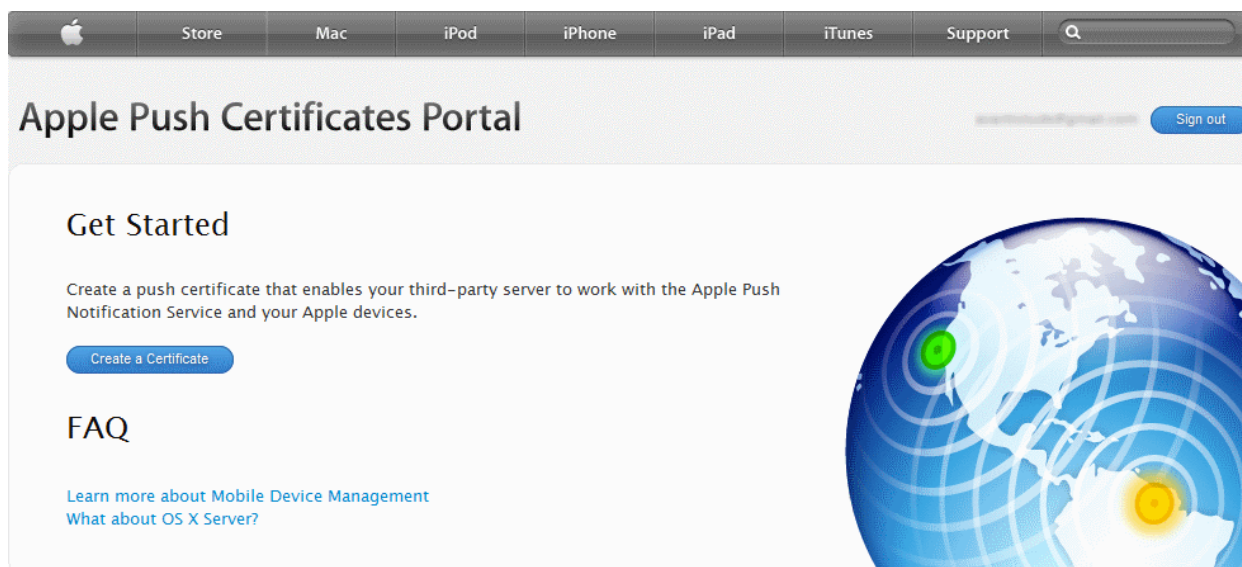 Store Mac iPod iPhone iPad iTunes Support
Apple Push Certificates Portal
Sign out
Get Started
Create a push certificate that enables your third-party server to work with the Apple Push
Notification Service and your Apple devices.
Create a Certificate
FAQ
Learn more about Mobile Device Management
What about OS X Server?